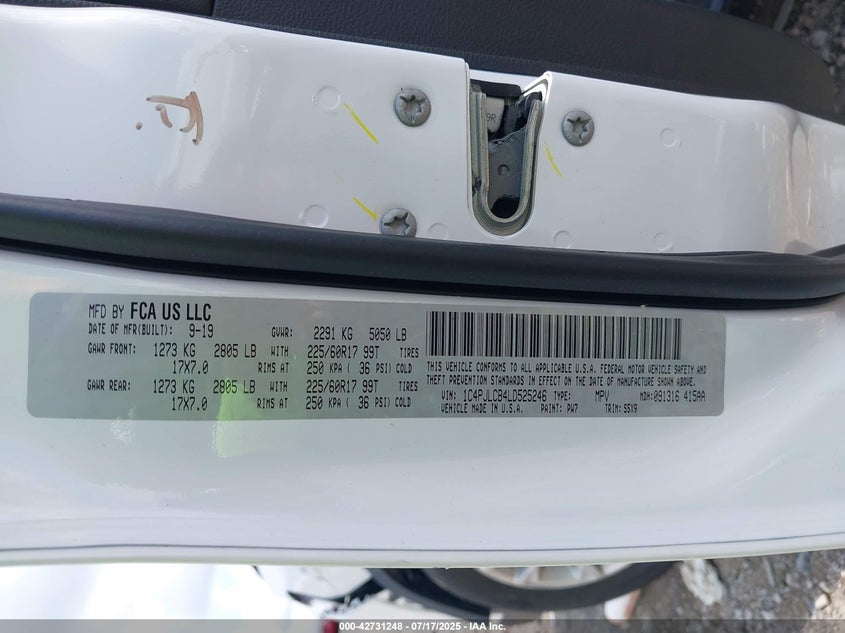 9R
MFD BY FCA US LLC
DATE OF MFR(BUILT): 9-19 GVWR: 2291 KG 5050 LB
GAWR FRONT: 1273 KG 2805 LB WITH 225/60R17 99T TIRES
17X7.0 RIMS AT 250 KPA ( 36 PSI) COLD
GAWR REAR: 1273 KG 2805 LB WITH 225/60R17 99T TIRES
17X7.0 RIMS AT 250 KPA ( 36 PSI) COLD
THIS VEHICLE CONFORMS TO ALL APPLICABLE U.S.A. FEDERAL MOTOR VEHICLE SAFETY AND
THEFT PREVENTION STANDARDS IN EFFECT ON THE DATE OF MANUFACTURE SHOWN ABOVE.
VIN: 1C4PJLCB4LD525246 TYPE: MPV MDH:091316 415AA
VEHICLE MADE IN U.S.A. PAINT: PW7 TRIM: S5X9
000-42731248 - 07/17/2025 - IAA Inc.